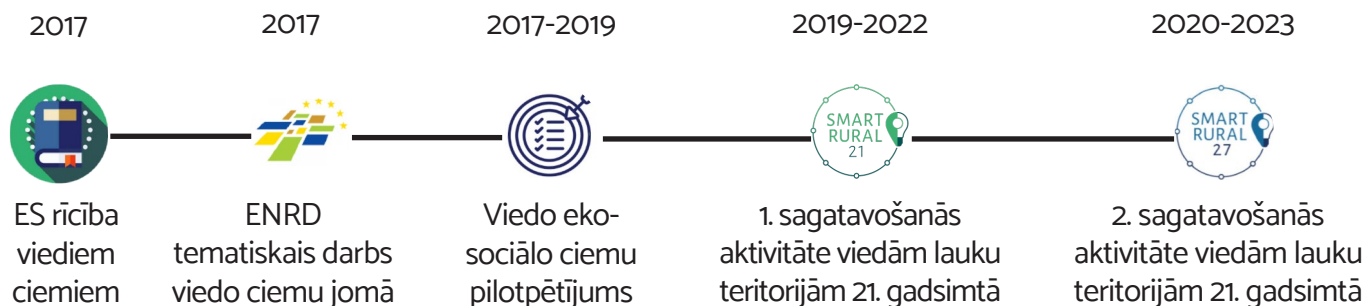 2017
2017
2017-2019
2019-2022
2020-2023
SMART
RURAL
21
SMART
RURAL
27
ES rīcība
viediem
ciemiem
ENRD
tematiskais darbs
viedo ciemu jomā
Viedo eko-
sociālo ciemu
pilotpētījums
1. sagatavošanās
aktivitāte viedām lauku
teritorijām 21. gadsimtā
2. sagatavošanās
aktivitāte viedām lauku
teritorijām 21. gadsimtā